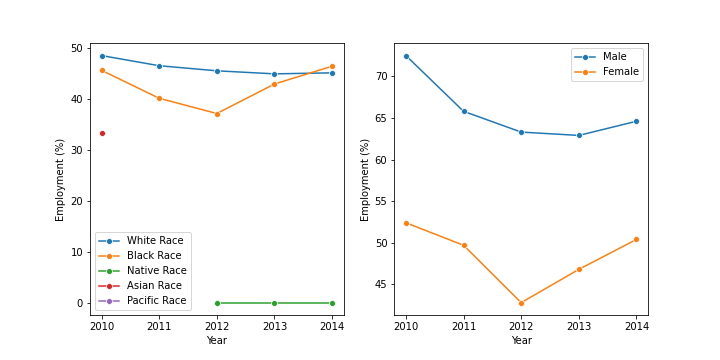 50
40
30
20
10
0
Employment (%)
White Race
Black Race
Native Race
Asian Race
Pacific Race
2010 2011 2012 2013 2014
Year
70
65
60
55
50
45
Employment (%)
Male
Female
2010 2011 2012 2013 2014
Year